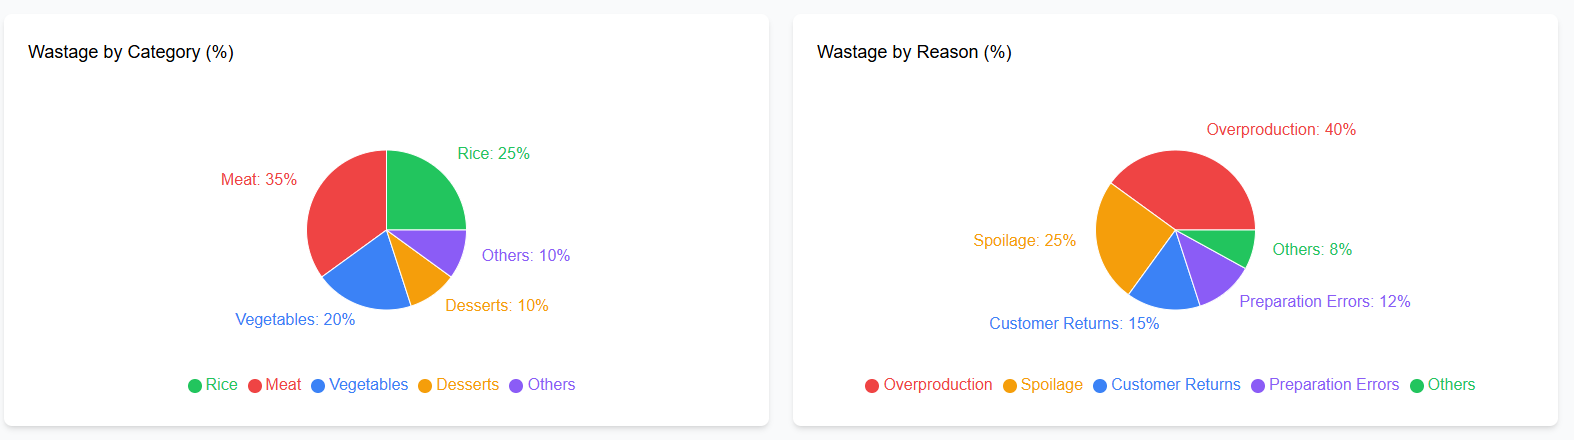 Wastage by Category (%)
Rice: 25%
Meat: 35%
Others: 10%
Desserts: 10%
Vegetables: 20%
Rice Meat Vegetables Desserts Others
Wastage by Reason (%)
Overproduction: 40%
Spoilage: 25%
Others: 8%
Preparation Errors: 12%
Customer Returns: 15%
Overproduction Spoilage Customer Returns Preparation Errors Others